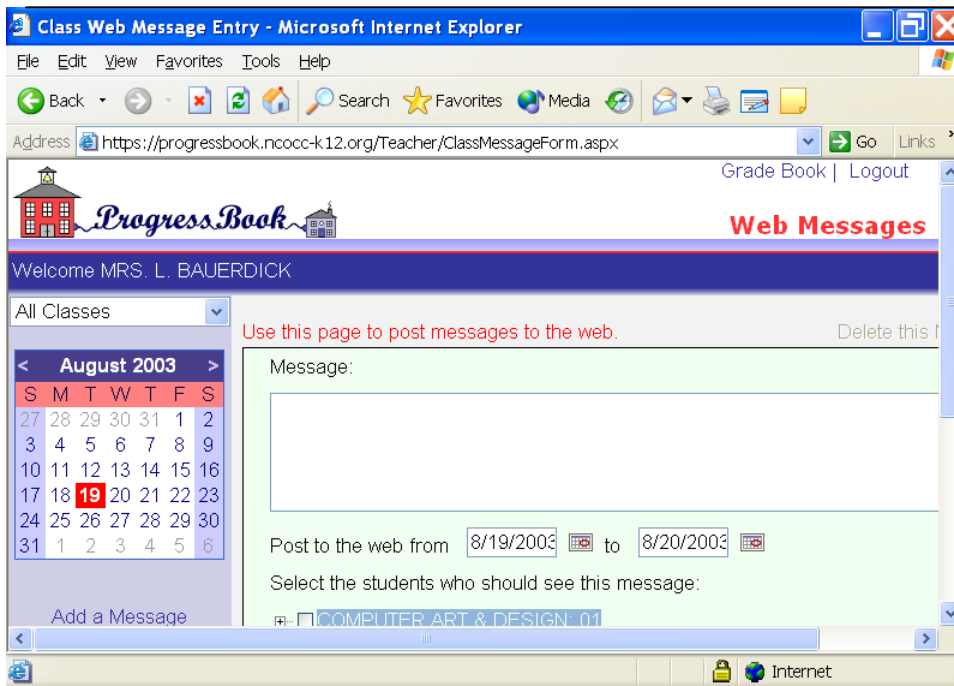 Class Web Message Entry - Microsoft Internet Explorer
File Edit View Favorites Tools Help
Back Search Favorites Media
Address https://progressbook.ncocc-k12.org/Teacher/ClassMessageForm.aspx Go Links
Grade Book | Logout
ProgressBook
Web Messages
Welcome MRS. L. BAUERDICK
All Classes
Use this page to post messages to the web. Delete this
< August 2003 >
S M T W T F S
27 28 29 30 31 1 2
3 4 5 6 7 8 9
10 11 12 13 14 15 16
17 18 19 20 21 22 23
24 25 26 27 28 29 30
31 1 2 3 4 5 6
Add a Message
Message:
Post to the web from 8/19/2003 to 8/20/2003
Select the students who should see this message:
COMPUTER ART & DESIGN: 01
Internet